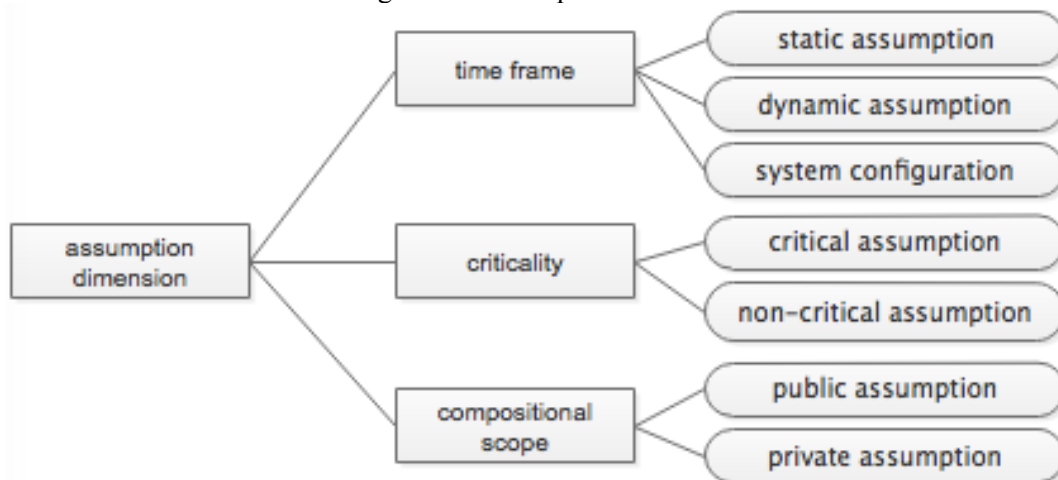 time frame
static assumption
dynamic assumption
system configuration
assumption
dimension
criticality
critical assumption
non-critical assumption
compositional
scope
public assumption
private assumption